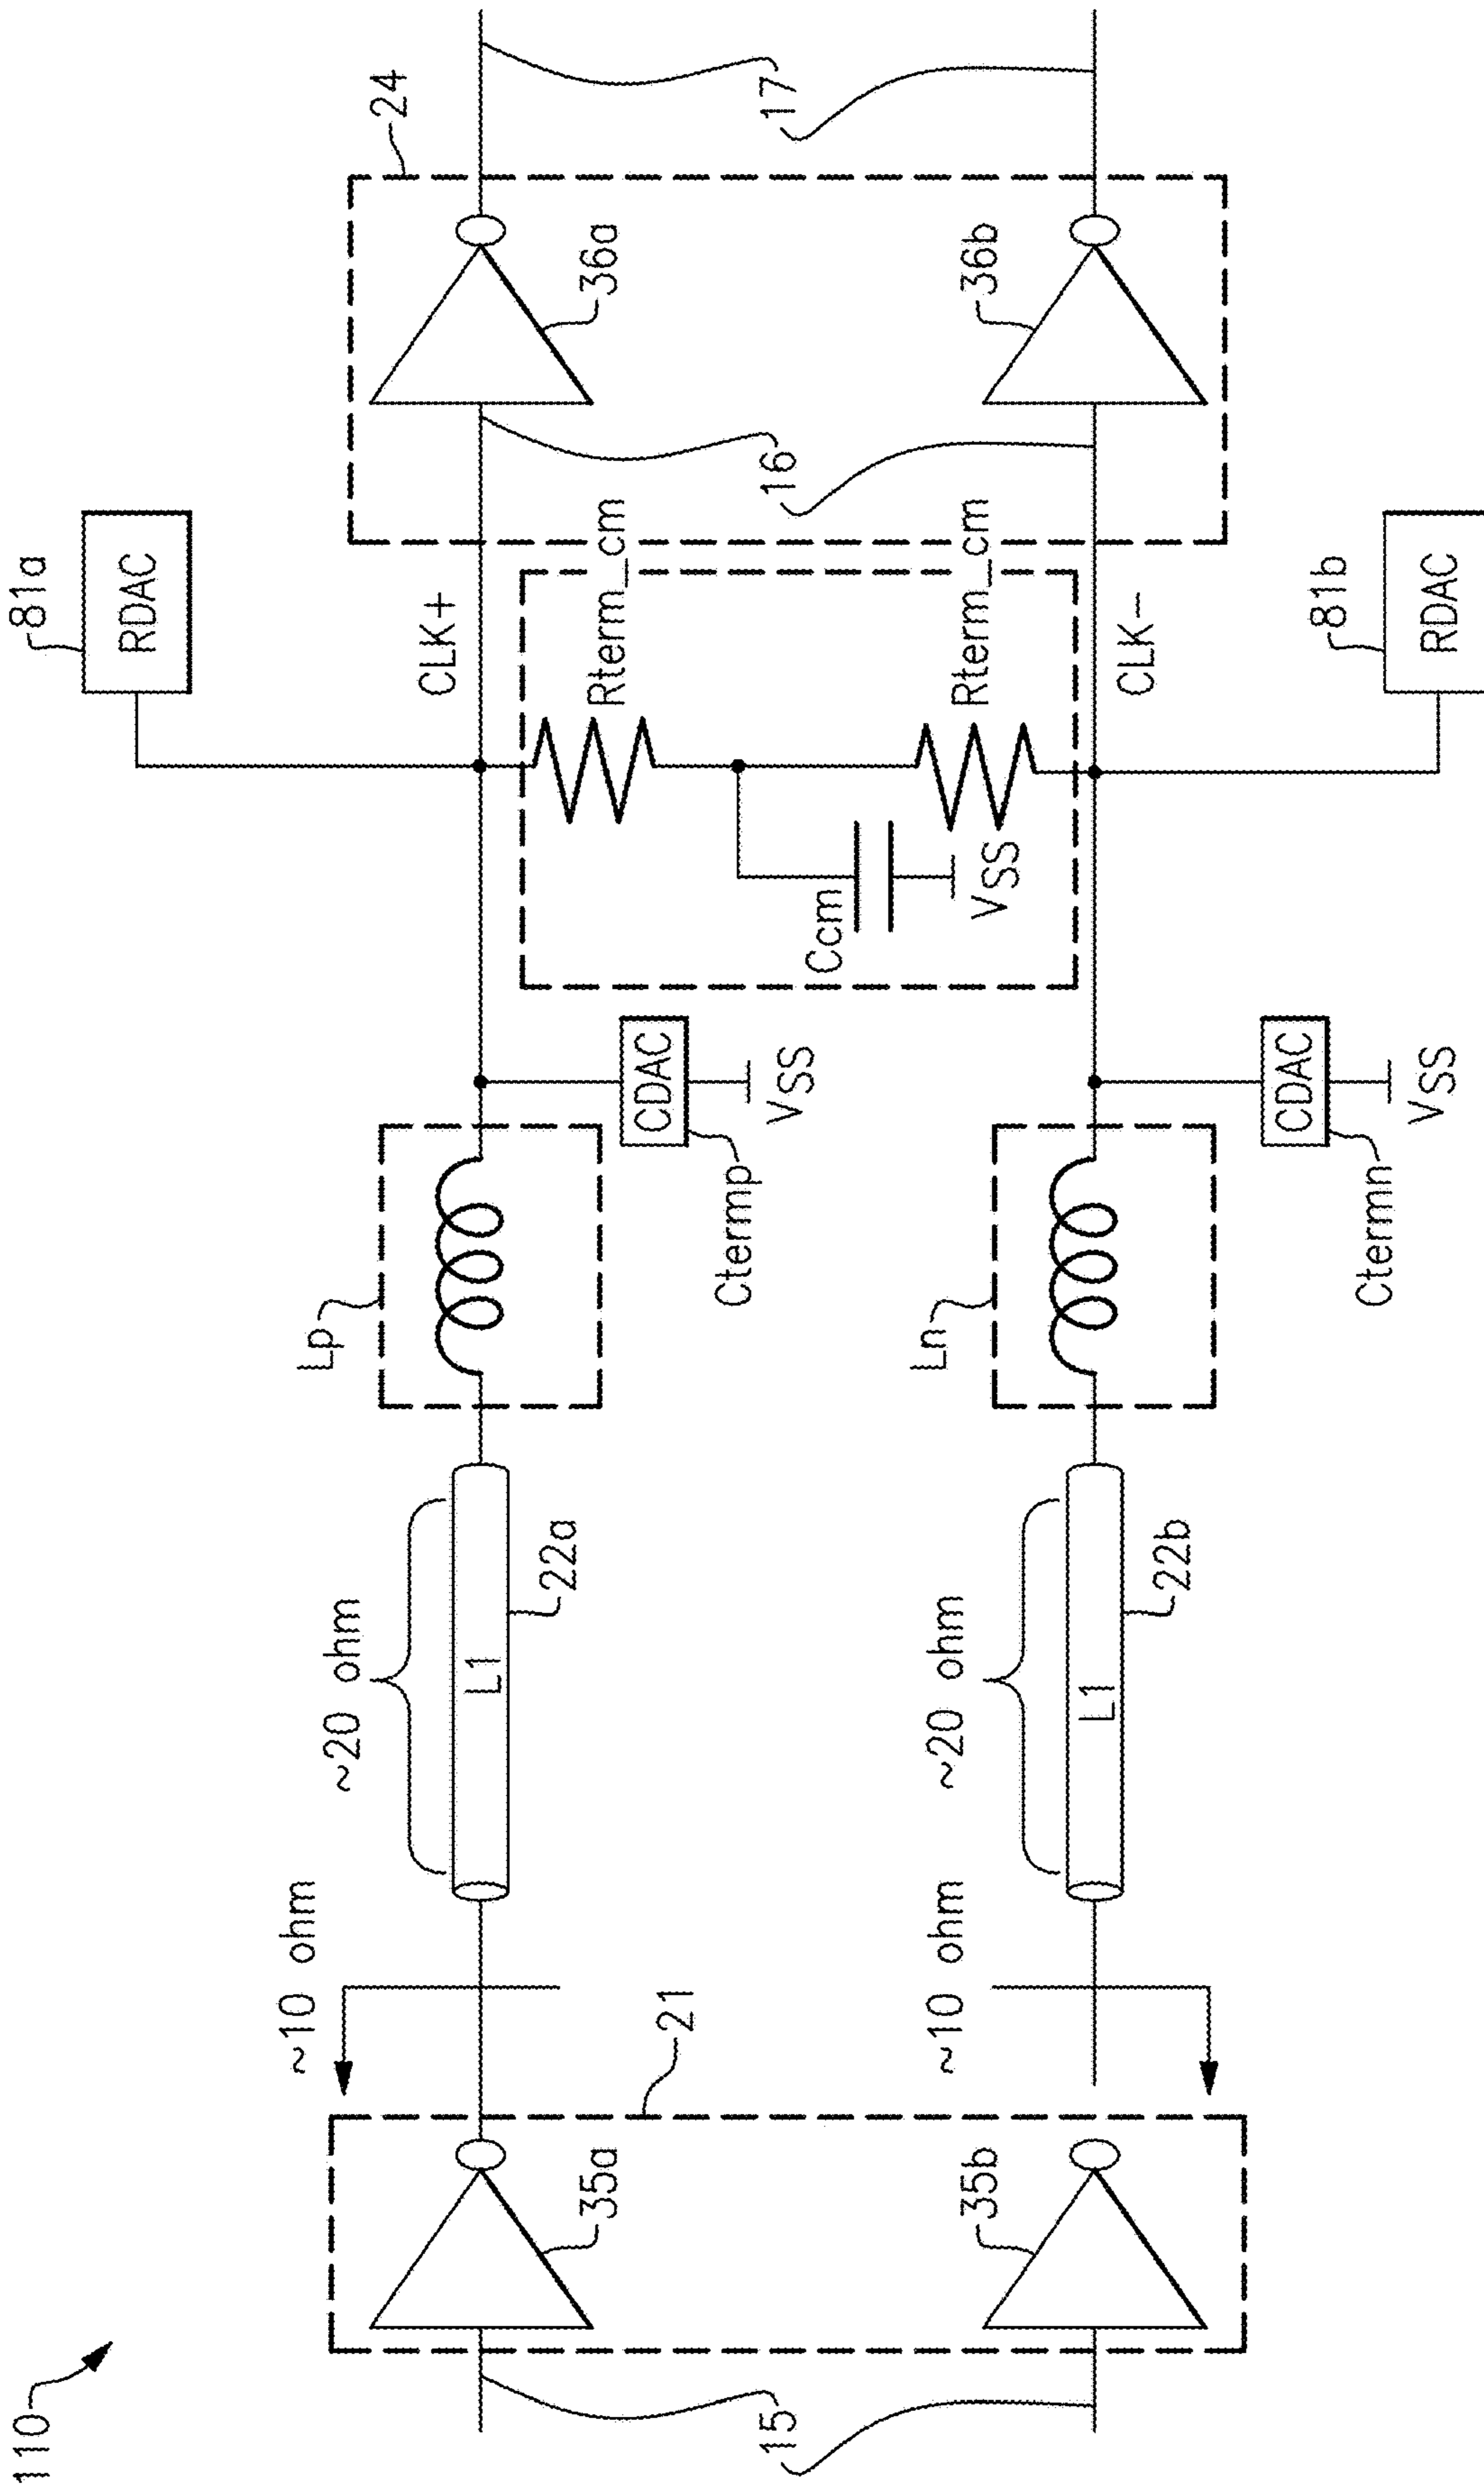 110
15
35a
35b
21
~10 ohm
~10 ohm
~20 ohm
L1
22a
~20 ohm
L1
22b
Lp
Ln
CDAC
VSS
Ctermp
CDAC
VSS
Ctermn
81a
RDAC
CLK+
Rterm_cm
Ccm
VSS
Rterm_cm
CLK-
81b
RDAC
16
24
36a
36b
17